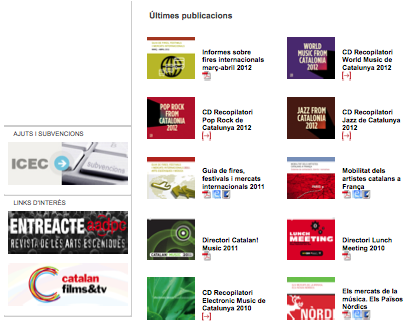 Últimes publicacions
Informes sobre
fires internacionals
març-abril 2012
WORLD
MUSIC FROM
CATALONIA
2012
CD Recopilatori
World Music de
Catalunya 2012
POP ROCK
FROM
CATALONIA
2012
CD Recopilatori
Pop Rock de
Catalunya 2012
JAZZ FROM
CATALONIA
2012
CD Recopilatori
Jazz de Catalunya
2012
AJUTS I SUBVENCIONS
ICEC
subvencions
Guia de fires,
festivals i mercats
internacionals 2011
Mobilitat dels
artistes catalans a
França
LINKS D'INTERÈS
ENTREACTE aadpc
REVISTA DE LES ARTS ESCÈNIQUES
CATALAN! MUSIC
Directori Catalan!
Music 2011
LUNCH
MEETING
Directori Lunch
Meeting 2010
catalan
films&tv
CD Recopilatori
Electronic Music de
Catalunya 2010
NÒRDI
Els mercats de la
música. Els Països
Nòrdics